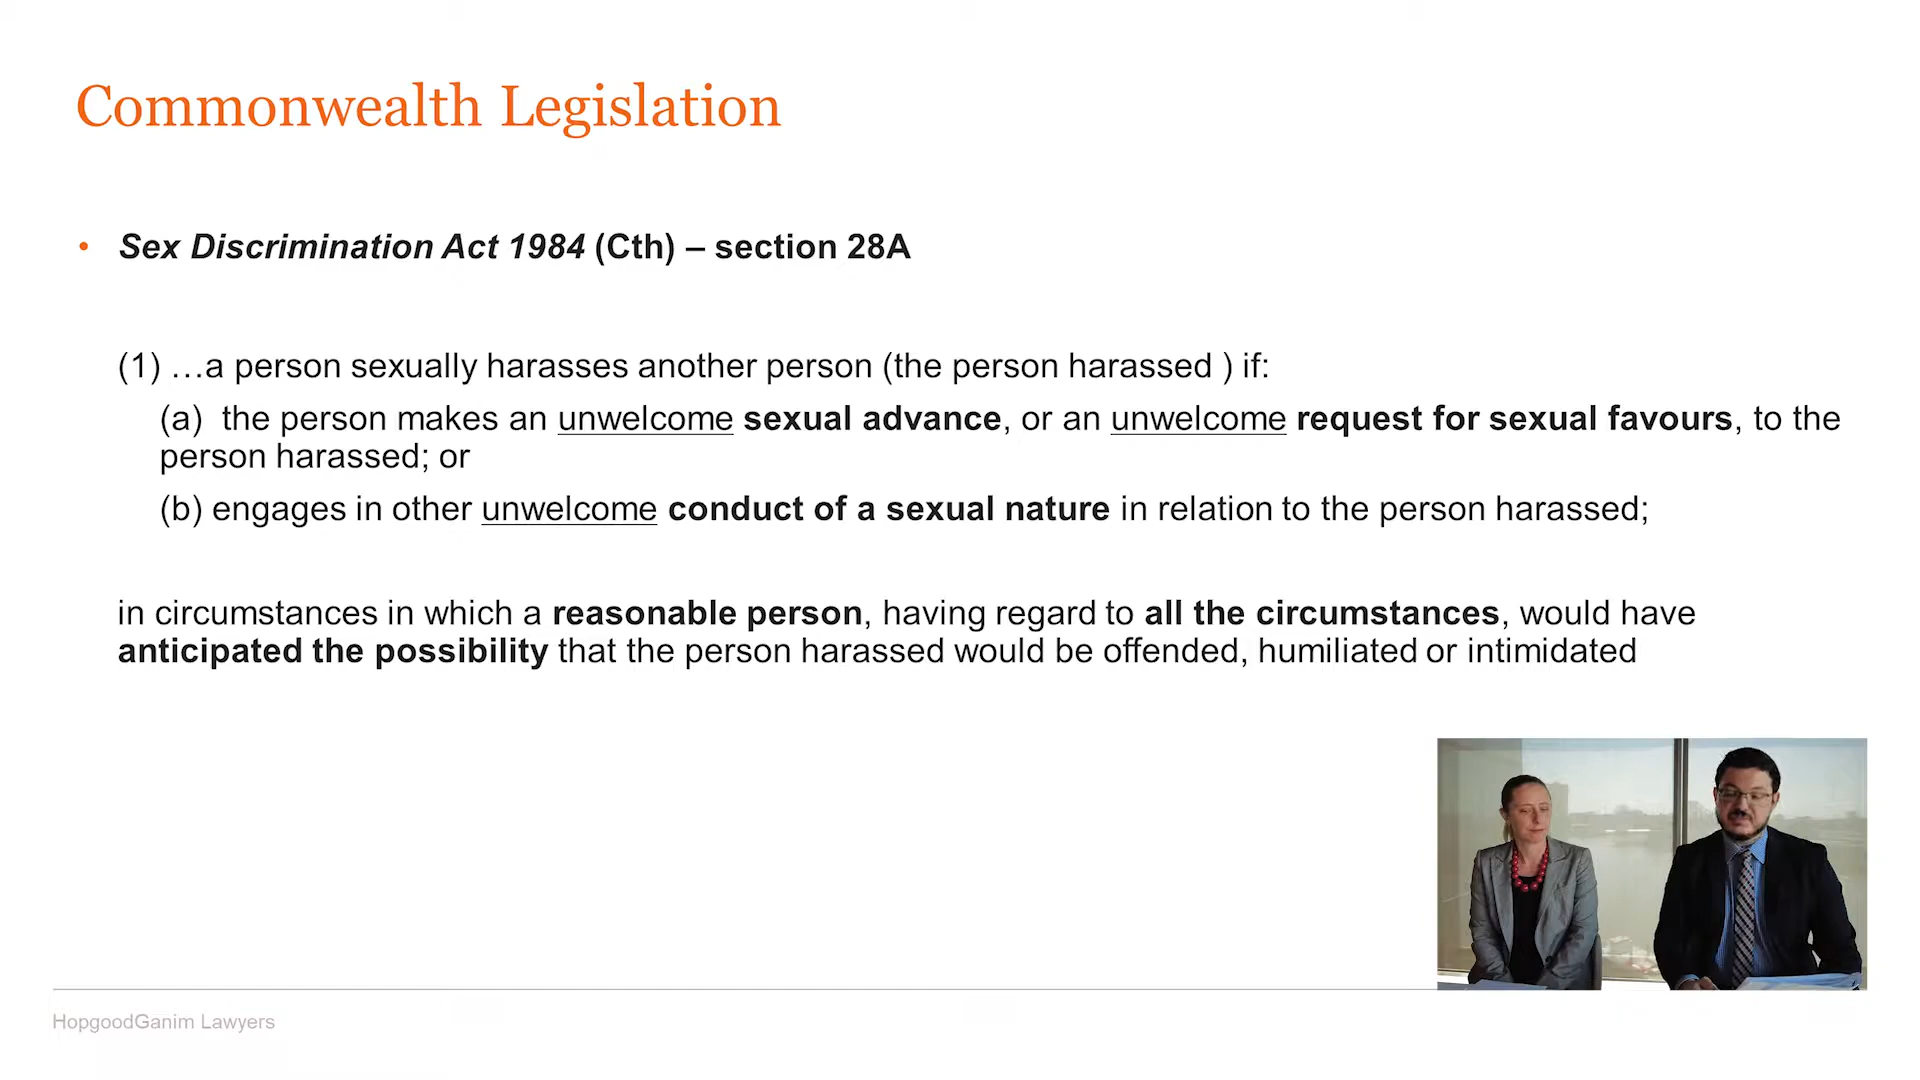 Commonwealth Legislation
• Sex Discrimination Act 1984 (Cth) – section 28A
(1) …a person sexually harasses another person (the person harassed ) if:
(a) the person makes an unwelcome sexual advance, or an unwelcome request for sexual favours, to the
person harassed; or
(b) engages in other unwelcome conduct of a sexual nature in relation to the person harassed;
in circumstances in which a reasonable person, having regard to all the circumstances, would have
anticipated the possibility that the person harassed would be offended, humiliated or intimidated
HopgoodGanim Lawyers